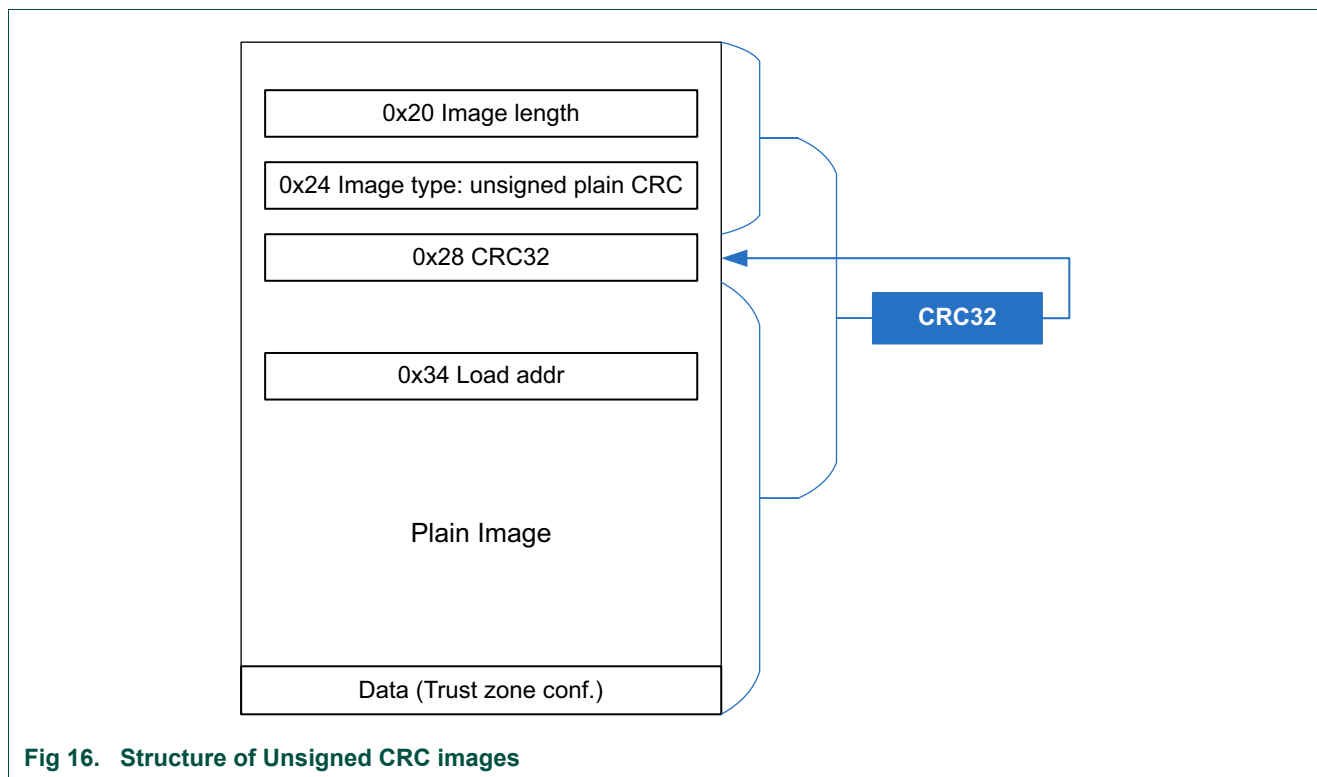 0x20 Image length
0x24 Image type: unsigned plain CRC
0x28 CRC32
CRC32
0x34 Load addr
Plain Image
Data (Trust zone conf.)
Fig 16. Structure of Unsigned CRC images